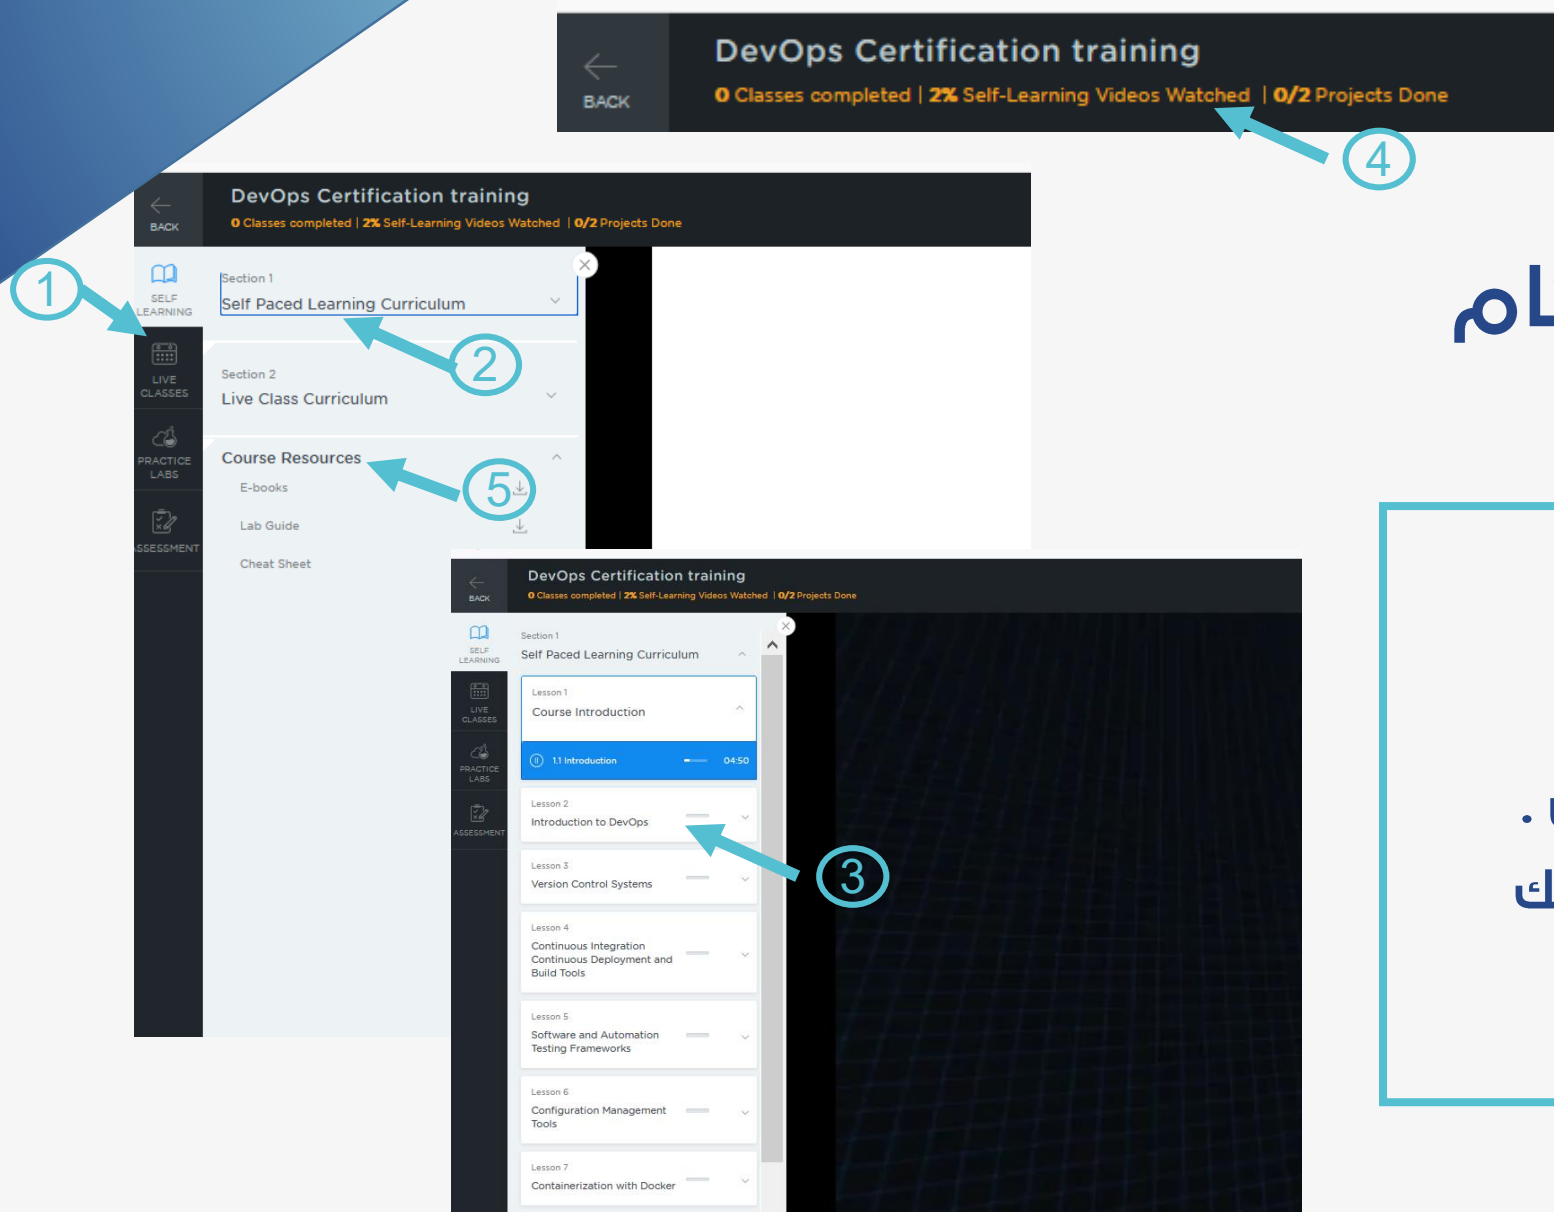 BACK
DevOps Certification training
0 Classes completed | 2% Self-Learning Videos Watched | 0/2 Projects Done
4
BACK
DevOps Certification training
0 Classes completed | 2% Self-Learning Videos Watched | 0/2 Projects Done
1
SELF
LEARNING
LIVE
CLASSES
PRACTICE
LABS
SSESSMENT
Section 1
Self Paced Learning Curriculum
2
Section 2
Live Class Curriculum
Course Resources
5
E-books
Lab Guide
Cheat Sheet
BACK
DevOps Certification training
0 Classes completed | 2% Self-Learning Videos Watched | 0/2 Projects Done
SELF
LEARNING
LIVE
CLASSES
PRACTICE
LABS
ASSESSMENT
Section 1
Self Paced Learning Curriculum
Lesson 1
Course Introduction
1.1 Introduction 04:50
Lesson 2
Introduction to DevOps
3
Lesson 3
Version Control Systems
Lesson 4
Continuous Integration
Continuous Deployment and
Build Tools
Lesson 5
Software and Automation
Testing Frameworks
Lesson 6
Configuration Management
Tools
Lesson 7
Containerization with Docker